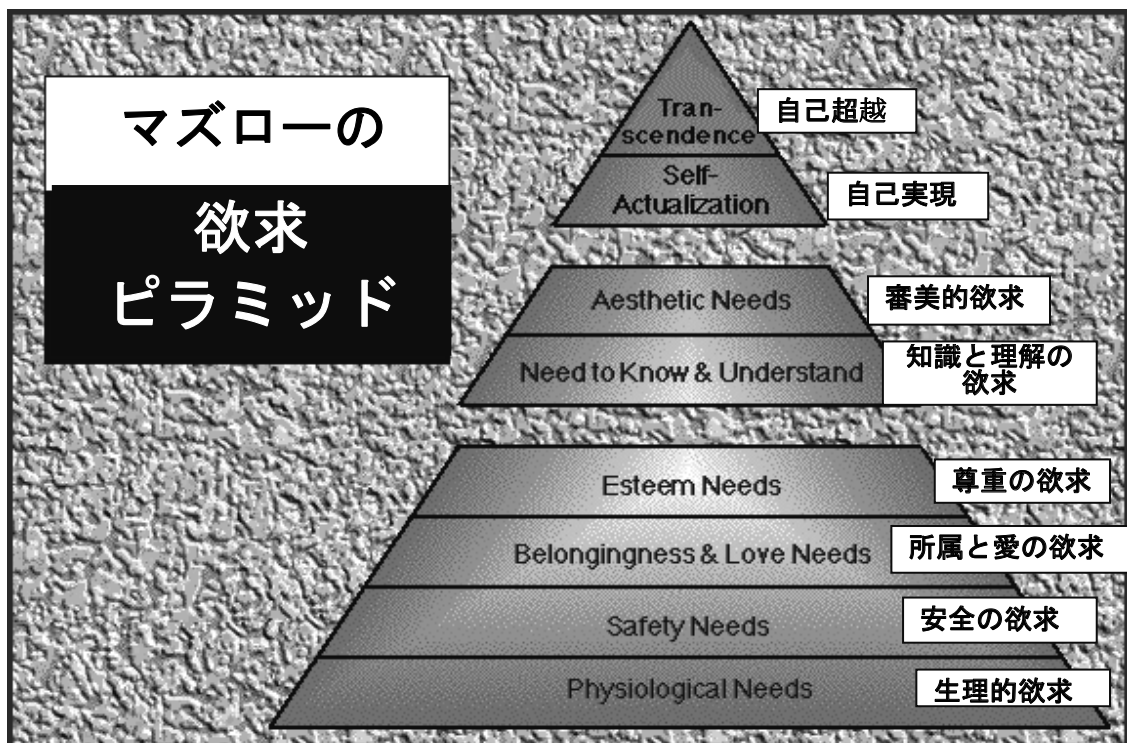 マズローの
欲求
ピラミッド
Tran-
scendence
自己超越
Self-
Actualization
自己実現
Aesthetic Needs
審美的欲求
Need to Know & Understand
知識と理解の
欲求
Esteem Needs
尊重の欲求
Belongingness & Love Needs
所属と愛の欲求
Safety Needs
安全の欲求
Physiological Needs
生理的欲求